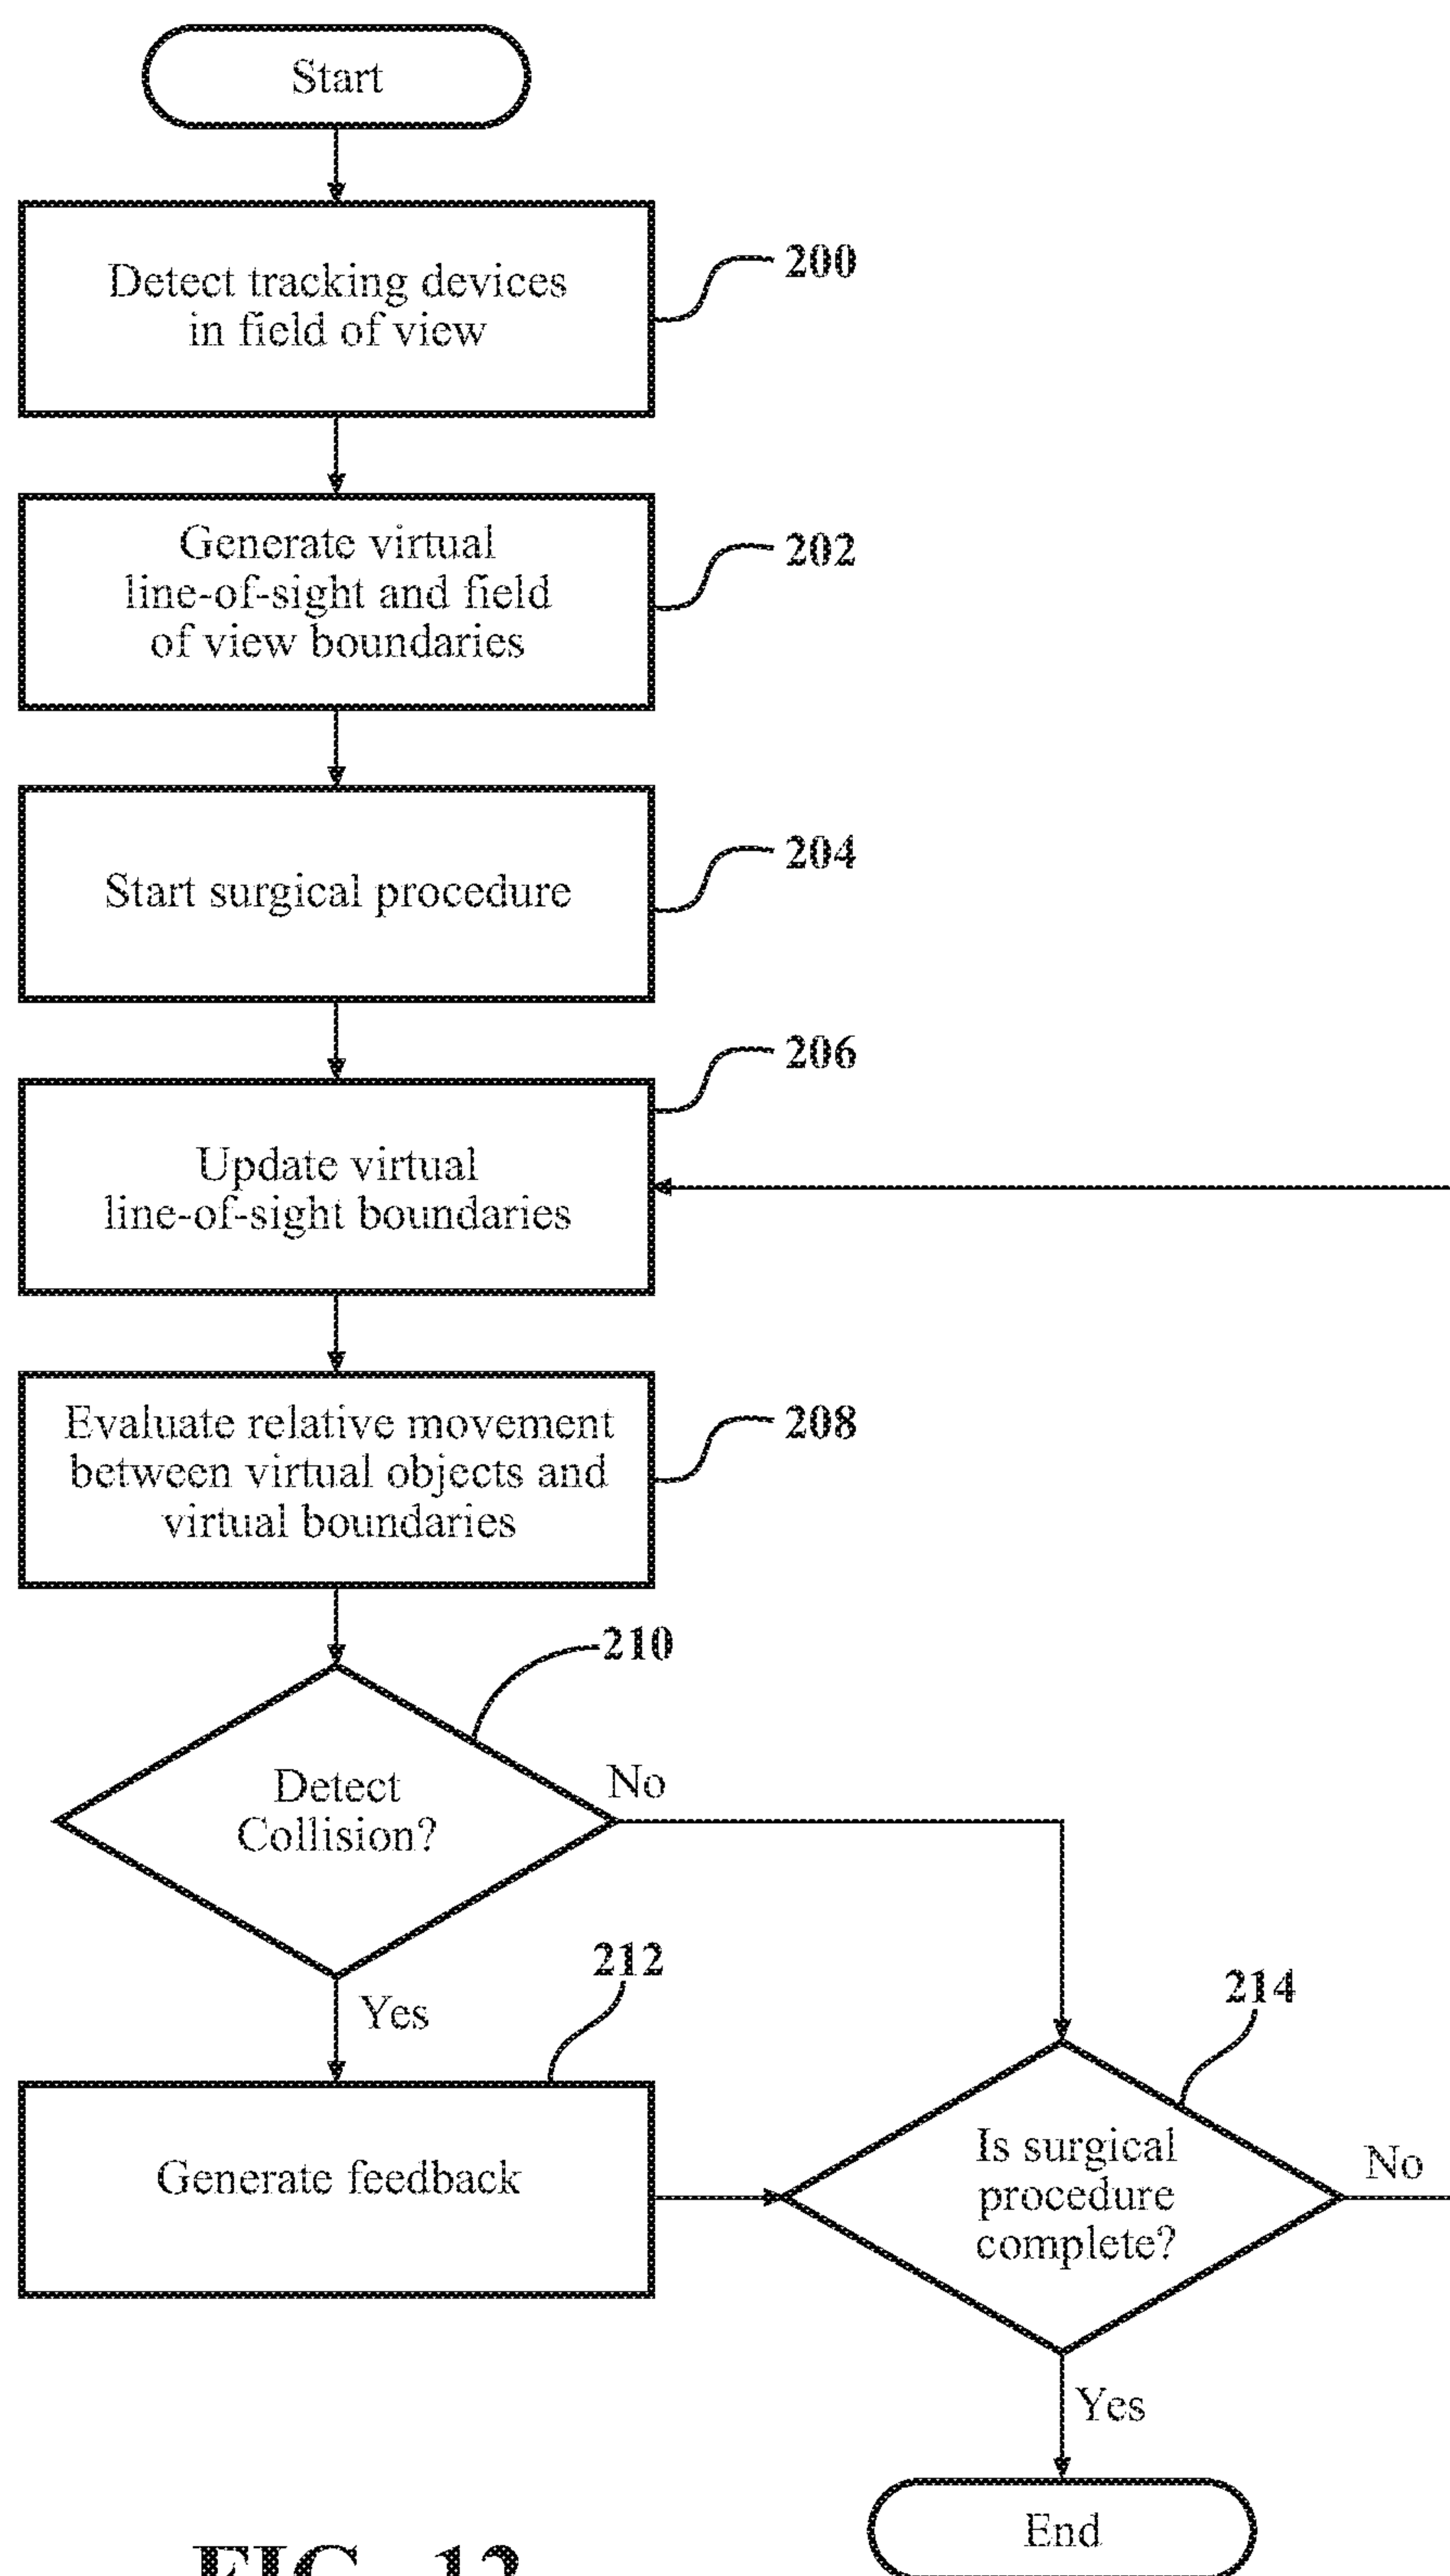 Start
Detect tracking devices
in field of view
200
Generate virtual
line-of-sight and field
of view boundaries
202
Start surgical procedure
204
206
Update virtual
line-of-sight boundaries
Evaluate relative movement
between virtual objects and
virtual boundaries
208
210
Detect
Collision?
No
Yes
212
Generate feedback
214
Is surgical
procedure
complete?
No
Yes
End
FIG. 12